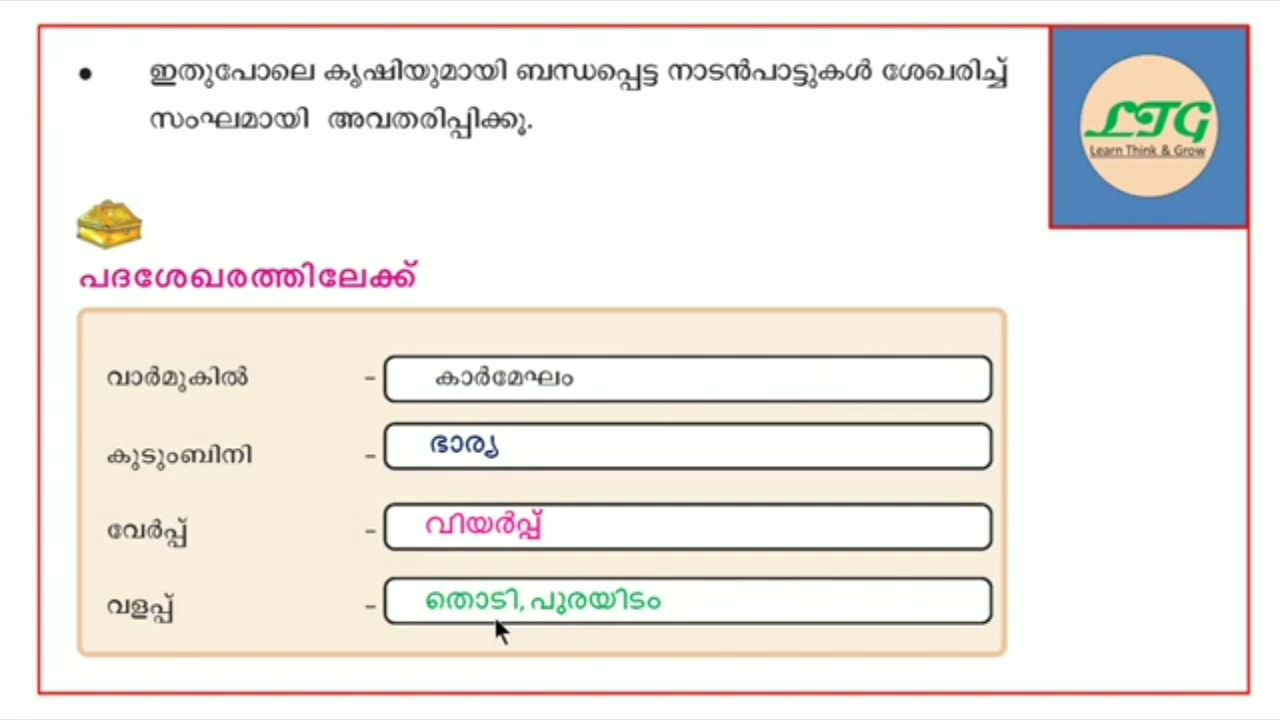 ● ഇതുപോലെ കൃഷിയുമായി ബന്ധപ്പെട്ട നാടൻപാട്ടുകൾ ശേഖരിച്ച്
സംഘമായി അവതരിപ്പിക്കൂ.
LTG
Learn Think & Grow
പദശേഖരത്തിലേക്ക്
വാർമുകിൽ - കാർമേഘം
കുടുംബിനി - ഭാര്യ
വേർപ്പ് - വിയർപ്പ്
വളപ്പ് - തൊടി, പുരയിടം